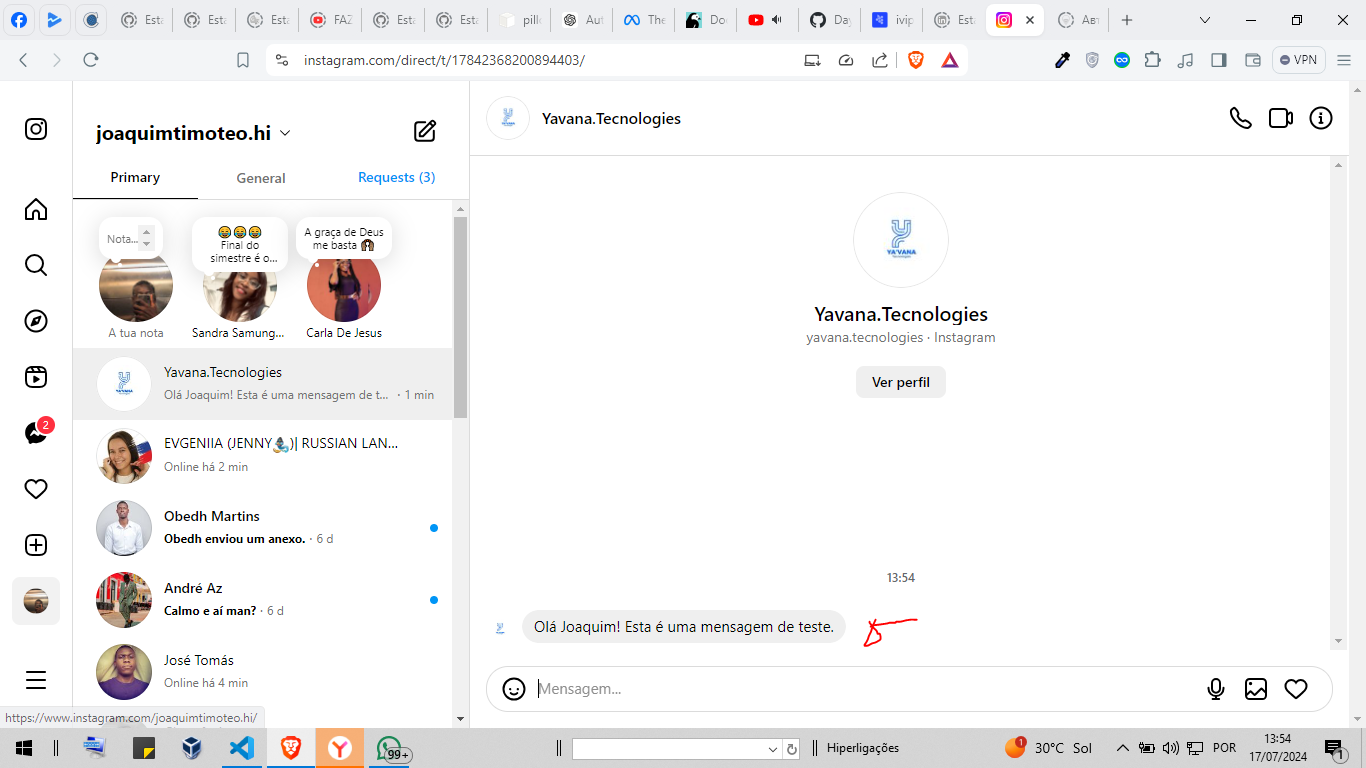 Esta
Esta
Esta
FAZ
Esta
Esta
pille
Aut
The
Do
Day
ivip
Esta
Авт
instagram.com/direct/t/17842368200894403/
VPN
joaquimtimoteo.hi
Primary
General
Requests (3)
Nota...
Final do
simestre é o...
A graça de Deus
me basta
A tua nota
Sandra Samung...
Carla De Jesus
Yavana.Tecnologies
Olá Joaquim! Esta é uma mensagem de t... · 1 min
EVGENIIA (JENNY🧞‍♂️)| RUSSIAN LAN...
Online há 2 min
Obedh Martins
Obedh enviou um anexo. · 6 d
André Az
Calmo e aí man? · 6 d
José Tomás
Online há 4 min
2
https://www.instagram.com/joaquimtimoteo.hi/
Yavana.Tecnologies
YA'VANA
Tecnologies
Yavana.Tecnologies
yavana.tecnologies · Instagram
Ver perfil
13:54
Olá Joaquim! Esta é uma mensagem de teste.
Mensagem...
99+
Hiperligações
1
30°C Sol
POR
13:54
17/07/2024
1